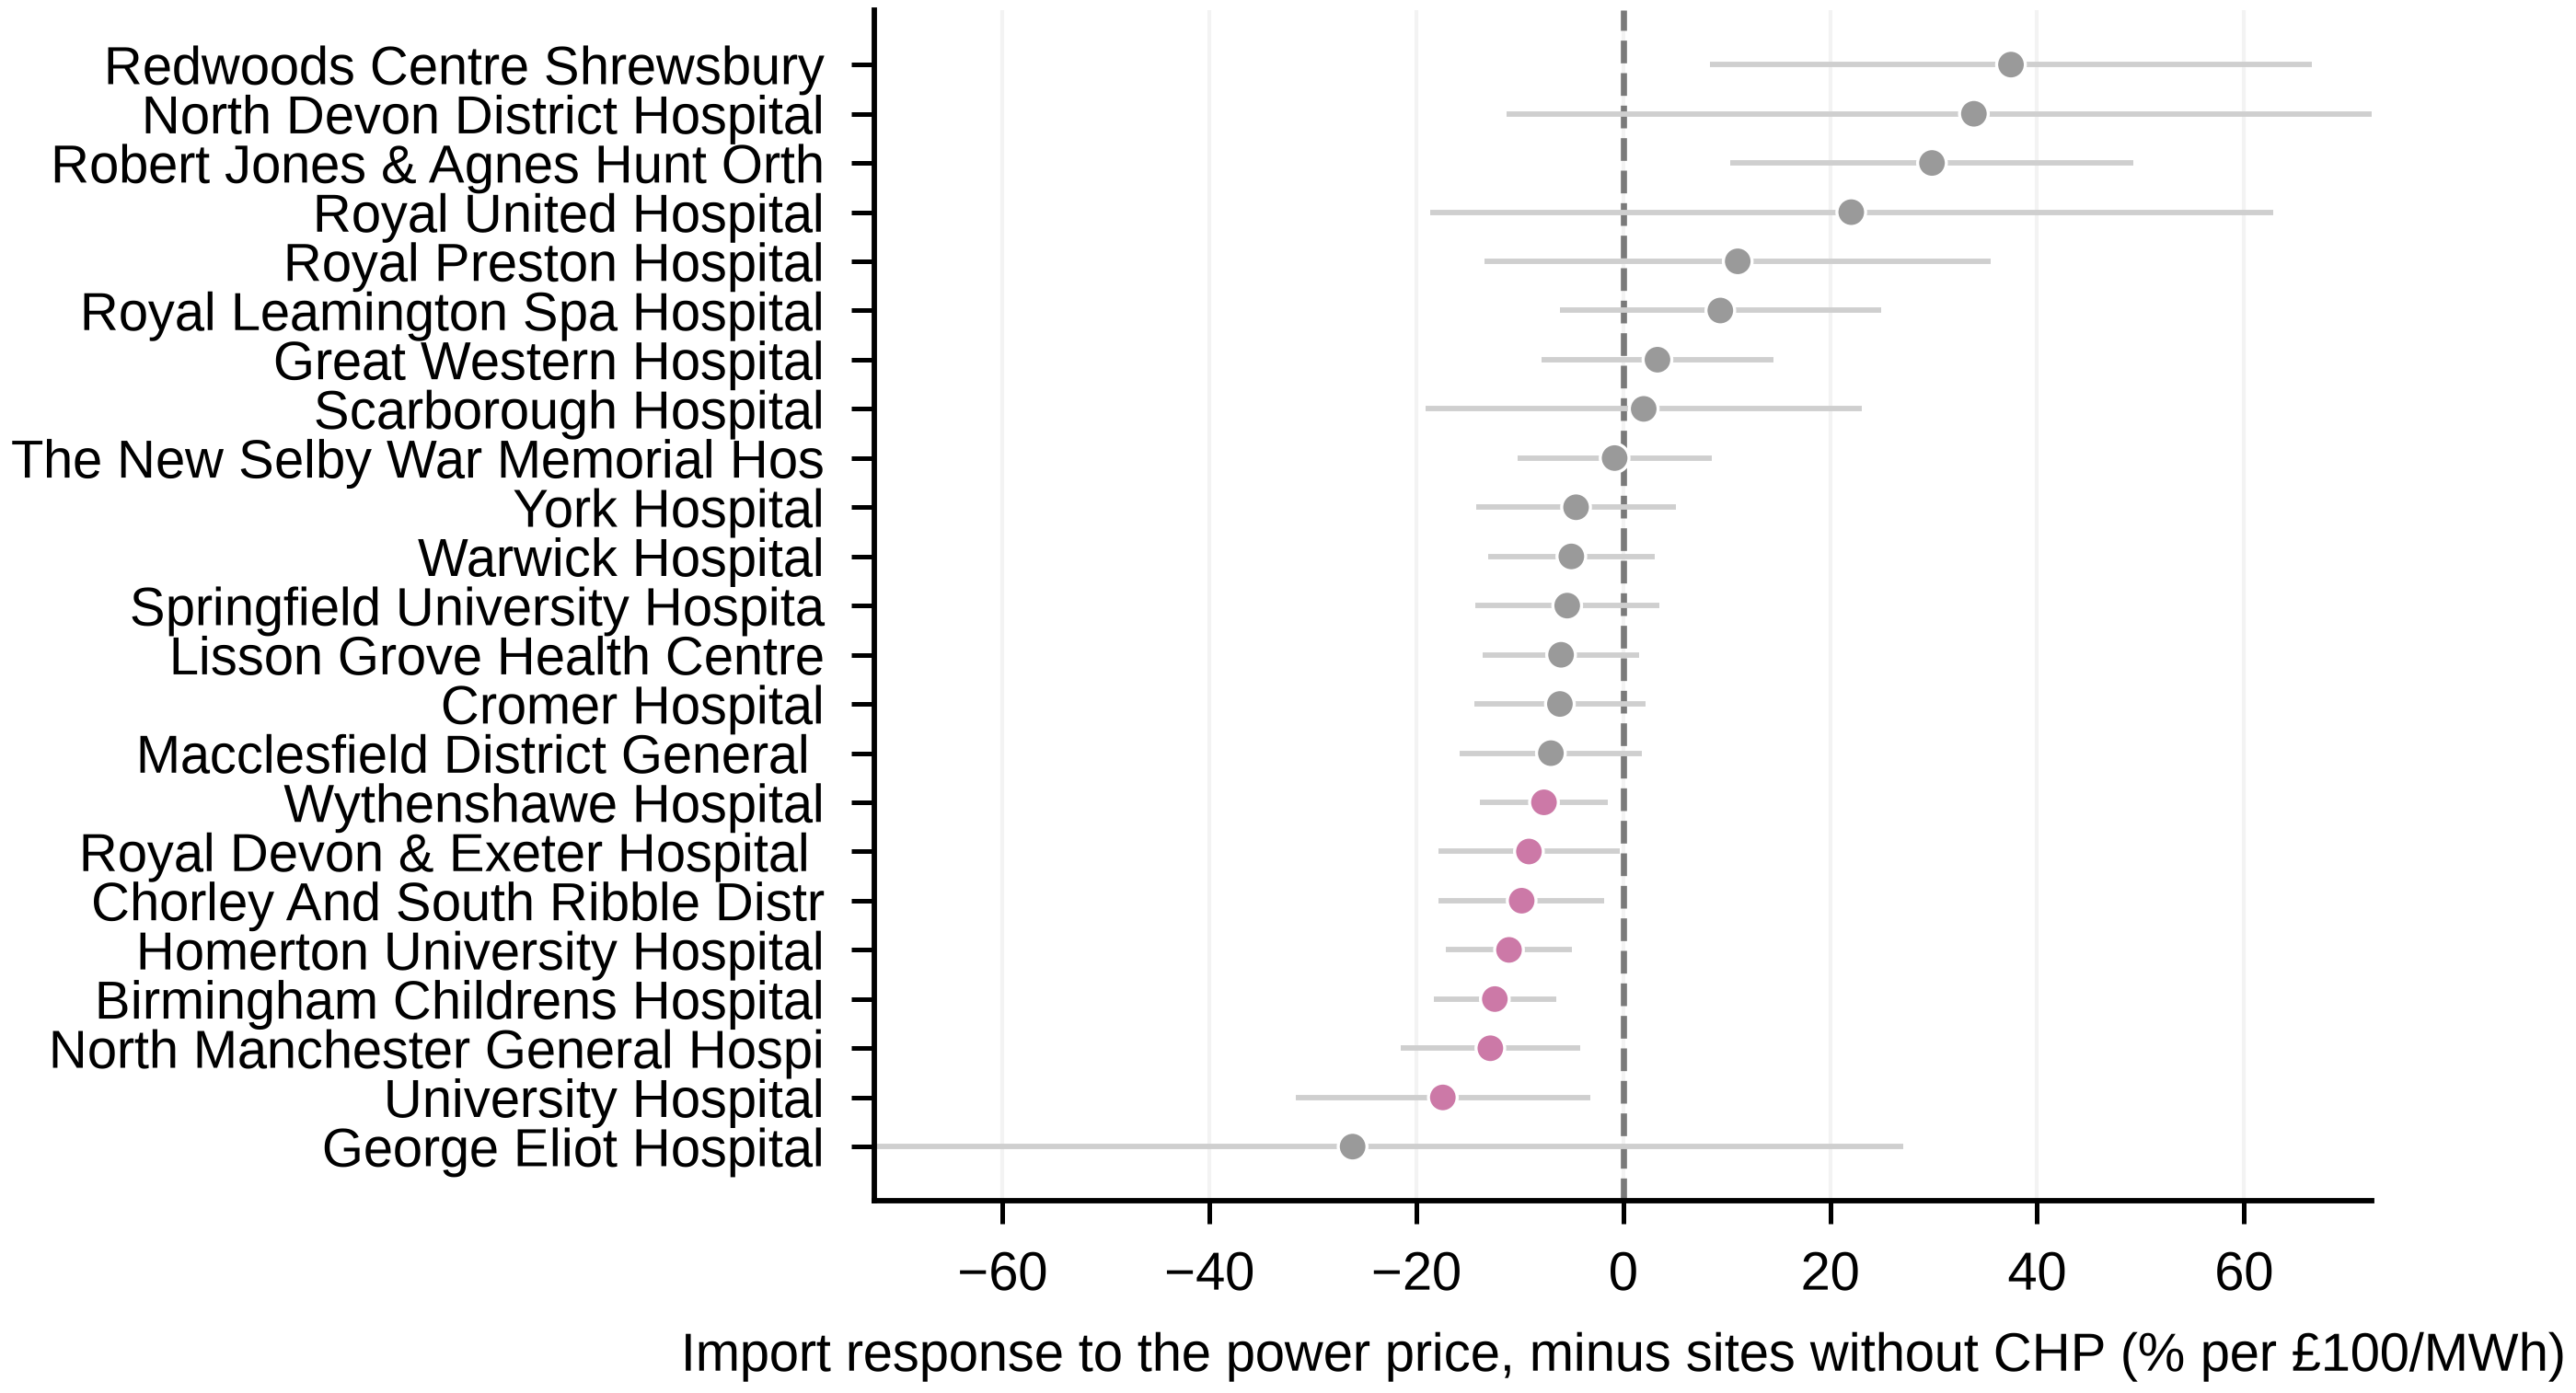 Redwoods Centre Shrewsbury
North Devon District Hospital
Robert Jones & Agnes Hunt Orth
Royal United Hospital
Royal Preston Hospital
Royal Leamington Spa Hospital
Great Western Hospital
Scarborough Hospital
The New Selby War Memorial Hos
York Hospital
Warwick Hospital
Springfield University Hospita
Lisson Grove Health Centre
Cromer Hospital
Macclesfield District General
Wythenshawe Hospital
Royal Devon & Exeter Hospital
Chorley And South Ribble Distr
Homerton University Hospital
Birmingham Childrens Hospital
North Manchester General Hospi
University Hospital
George Eliot Hospital
−60 −40 −20 0 20 40 60
Import response to the power price, minus sites without CHP (% per £100/MWh)